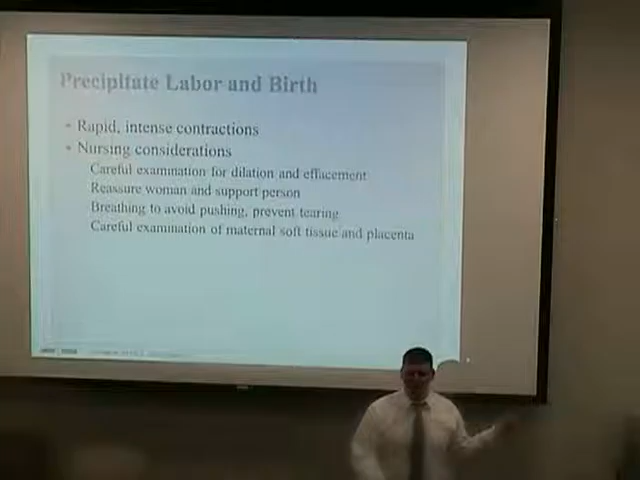 Precipitate Labor and Birth
• Rapid, intense contractions
• Nursing considerations
Careful examination for dilation and effacement
Reassure woman and support person
Breathing to avoid pushing, prevent tearing
Careful examination of maternal soft tissue and placenta